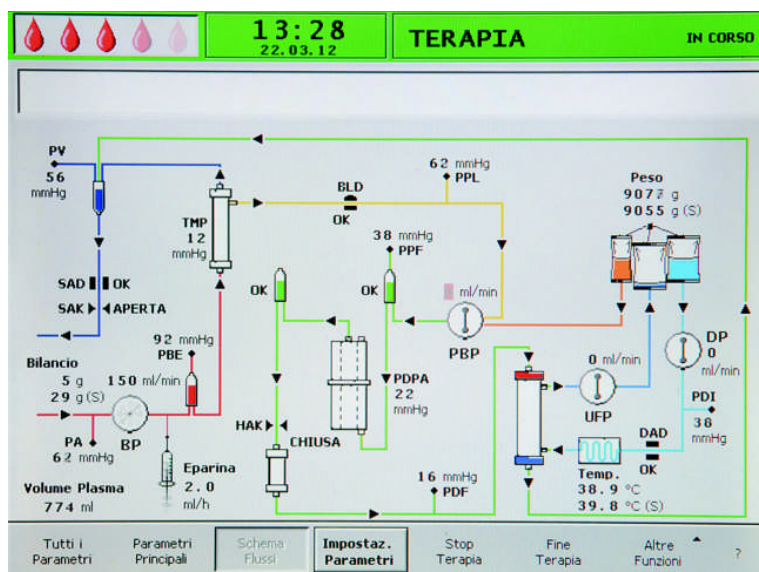 13:28
22.03.12
TERAPIA
IN CORSO
PV
56
mmHg
TMP
12
mmHg
BLD
OK
62 mmHg
PPL
Peso
9077 g
9055 g (S)
38 mmHg
PPF
SAD OK
SAK APERTA
OK
OK
ml/min
PBP
DP
0
ml/min
92 mmHg
PBE
Bilancio
5 g
29 g (S)
150 ml/min
PDPA
22
mmHg
0 ml/min
UFP
PDI
38
mmHg
PA
62 mmHg
BP
HAK
CHIUSA
DAD
OK
Eparina
2.0
ml/h
16 mmHg
PDF
Temp.
38.9 °C
39.8 °C (S)
Volume Plasma
774 ml
Tutti i
Parametri
Parametri
Principali
Schema
Flussi
Impostaz.
Parametri
Stop
Terapia
Fine
Terapia
Altre
Funzioni
?